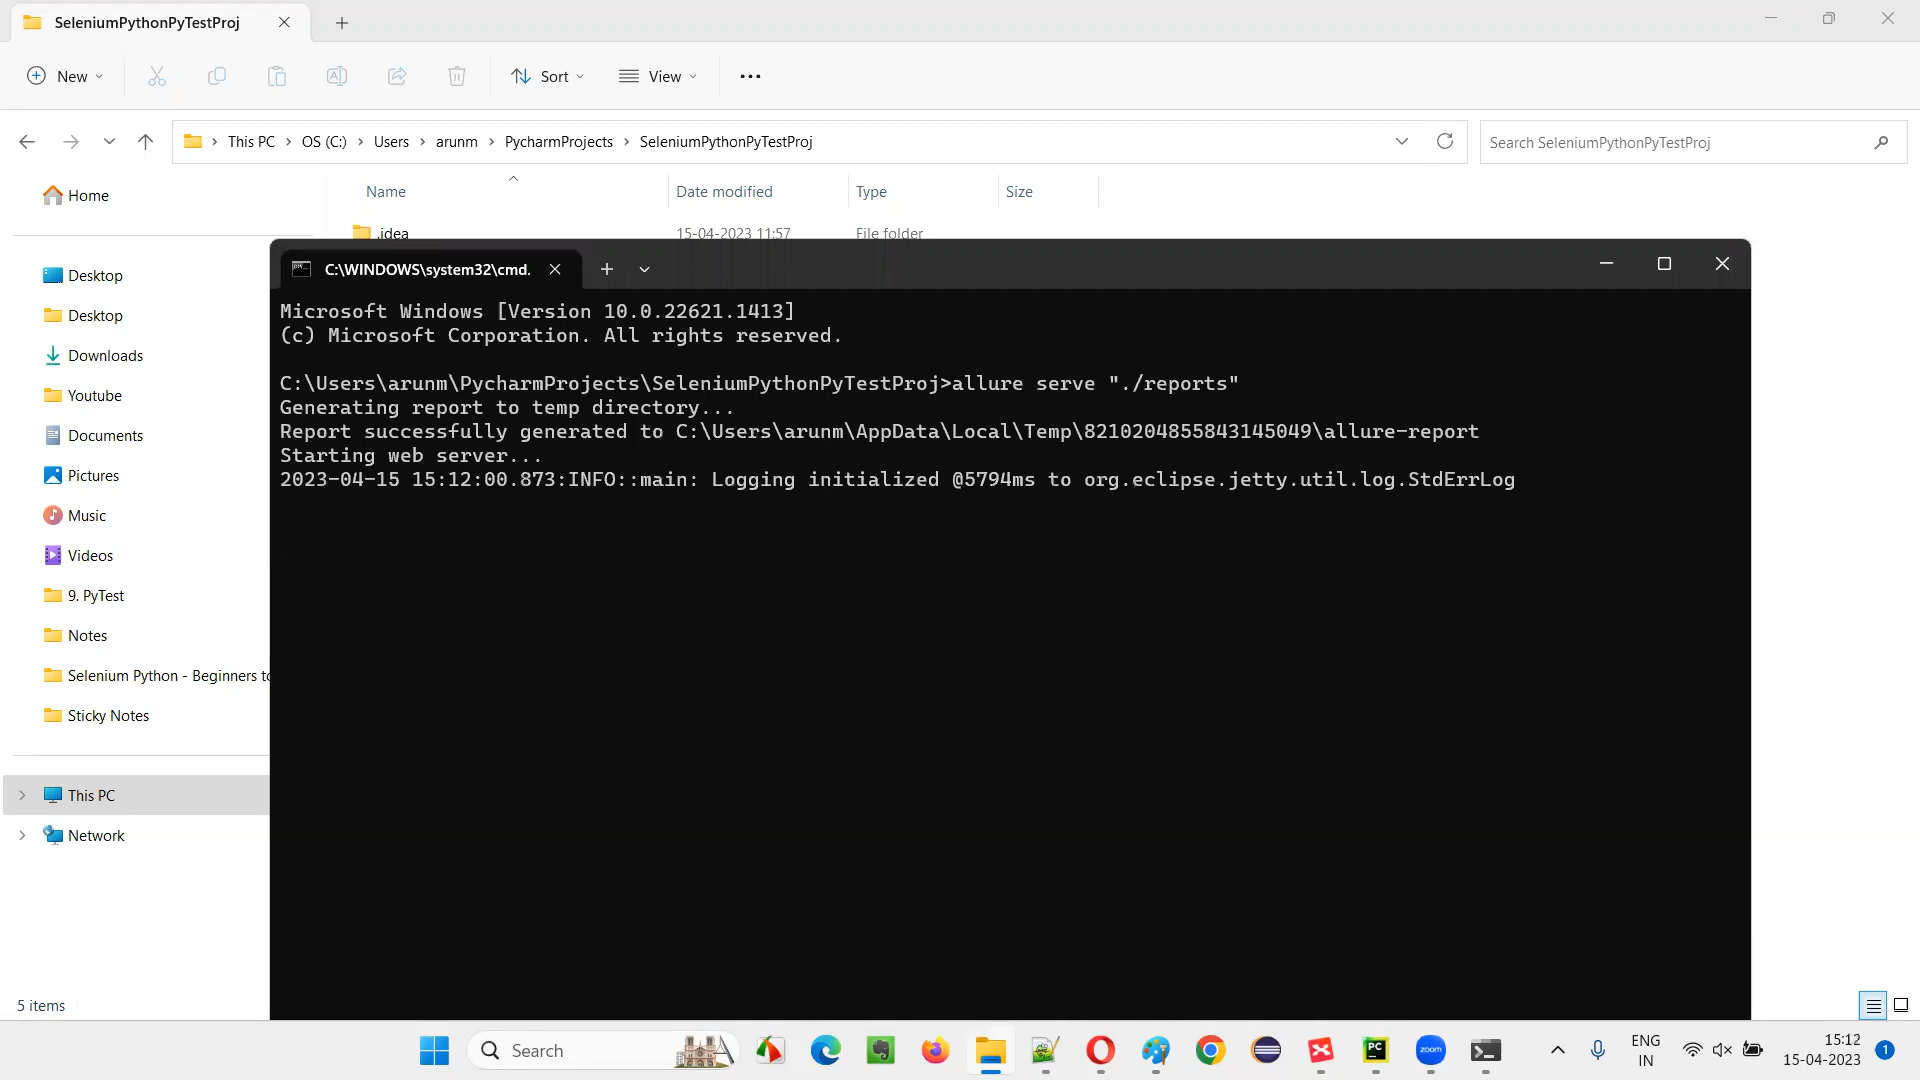 SeleniumPythonPyTestProj
New
Sort
View
This PC
OS (C:)
Users
arunm
PycharmProjects
SeleniumPythonPyTestProj
Search SeleniumPythonPyTestProj
Home
Name
Date modified
Type
Size
.idea
15-04-2023 11:57
File folder
Desktop
Desktop
Downloads
Youtube
Documents
Pictures
Music
Videos
9. PyTest
Notes
Selenium Python - Beginners to
Sticky Notes
This PC
Network
5 items
C:\WINDOWS\system32\cmd.
Microsoft Windows [Version 10.0.22621.1413]
(c) Microsoft Corporation. All rights reserved.
C:\Users\arunm\PycharmProjects\SeleniumPythonPyTestProj>allure serve "./reports"
Generating report to temp directory...
Report successfully generated to C:\Users\arunm\AppData\Local\Temp\8210204855843145049\allure-report
Starting web server...
2023-04-15 15:12:00.873:INFO::main: Logging initialized @5794ms to org.eclipse.jetty.util.log.StdErrLog
Search
PC
zoom
ENG
IN
15:12
15-04-2023
1